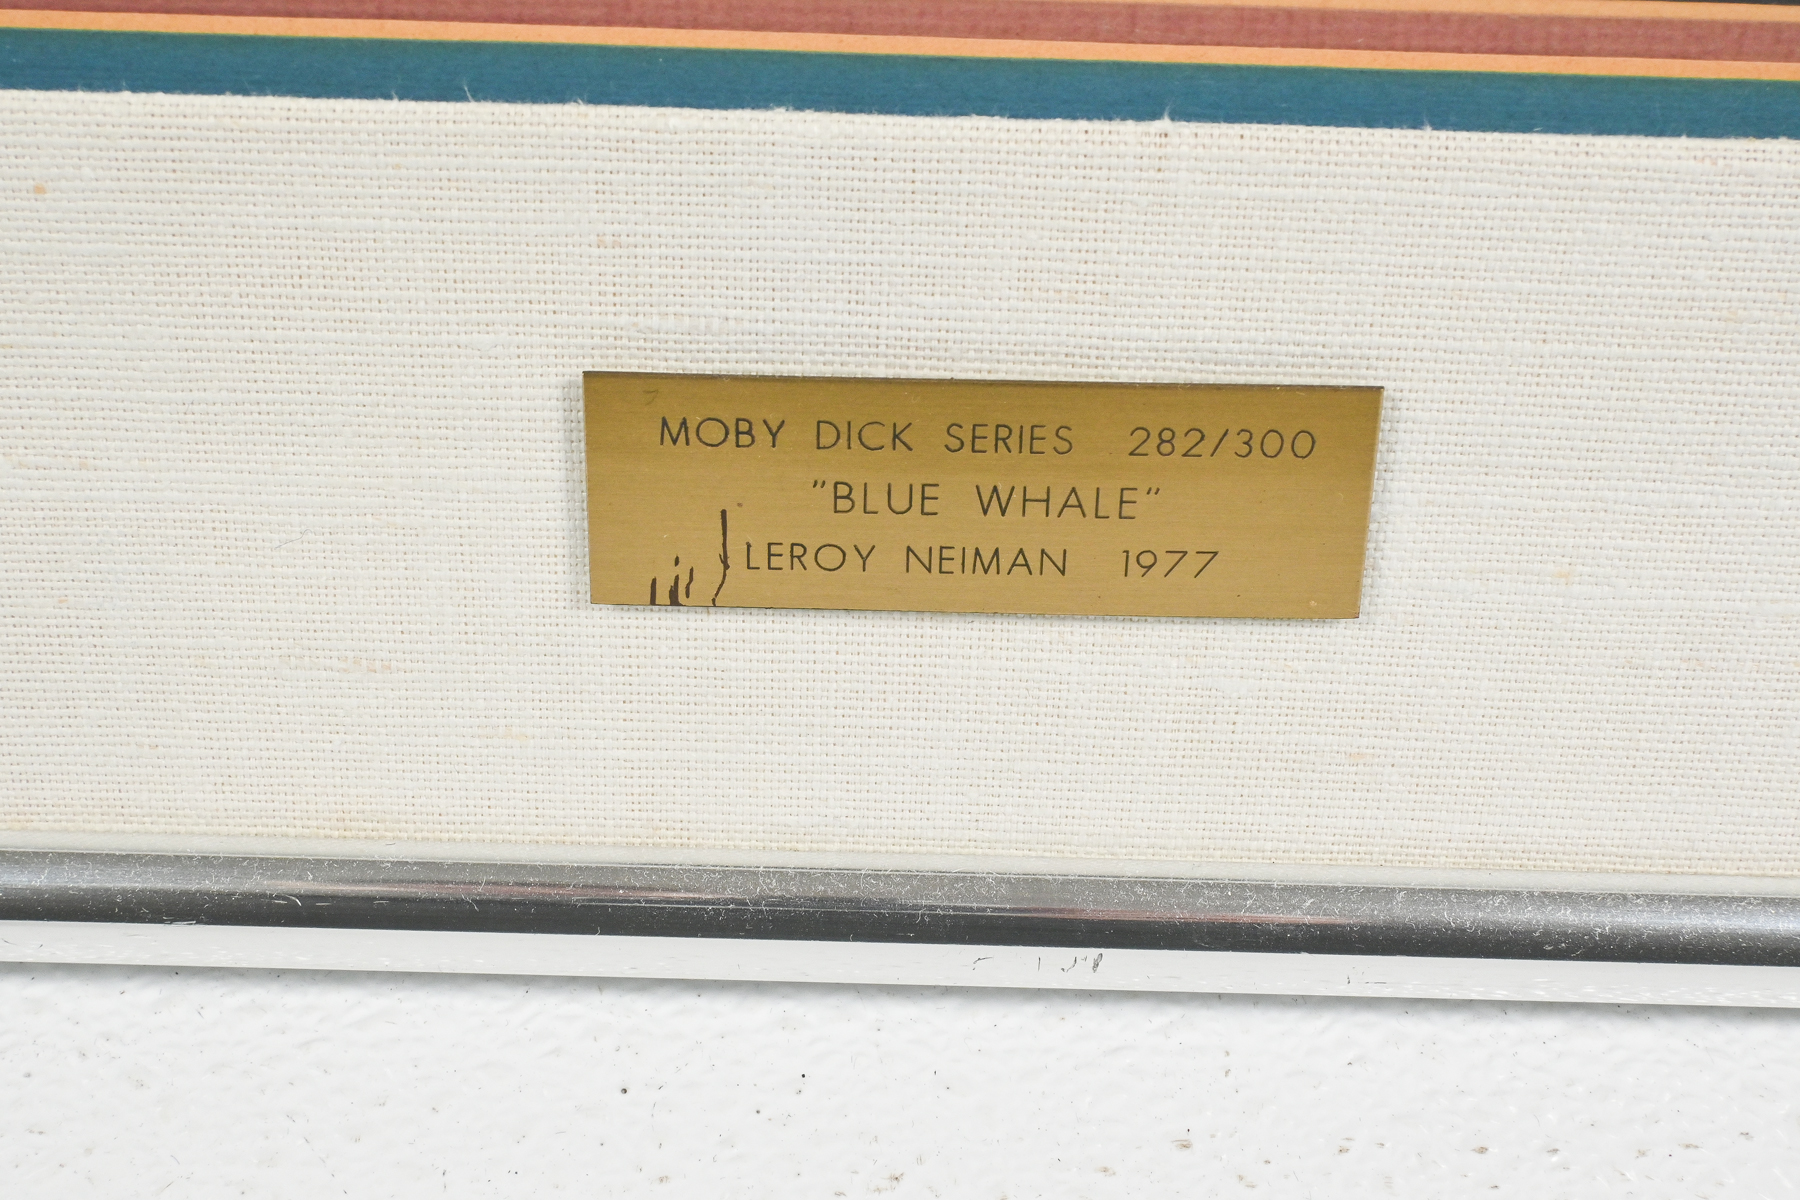 MOBY DICK SERIES 282/300
"BLUE WHALE"
LEROY NEIMAN 1977